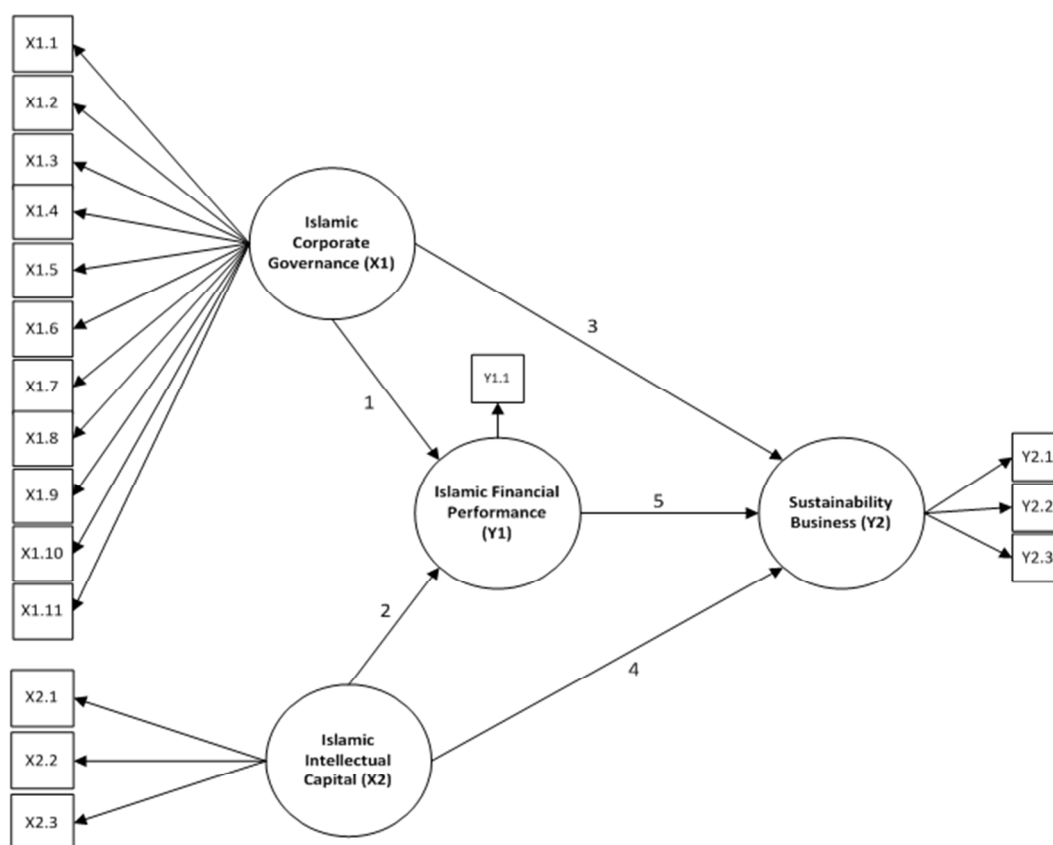 X1.1
X1.2
X1.3
X1.4
X1.5
X1.6
X1.7
X1.8
X1.9
X1.10
X1.11
Islamic
Corporate
Governance (X1)
3
1
Y1.1
Islamic Financial
Performance
(Y1)
5
Sustainability
Business (Y2)
Y2.1
Y2.2
Y2.3
2
4
X2.1
X2.2
X2.3
Islamic
Intellectual
Capital (X2)